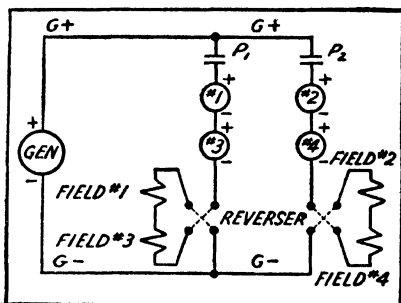 G+ G+
P1 P2
+ +
#1 #2
- -
+ + +
GEN #3 #4
- - -
FIELD #2
FIELD #1
REVERSER
FIELD #3
G- G-
FIELD #4